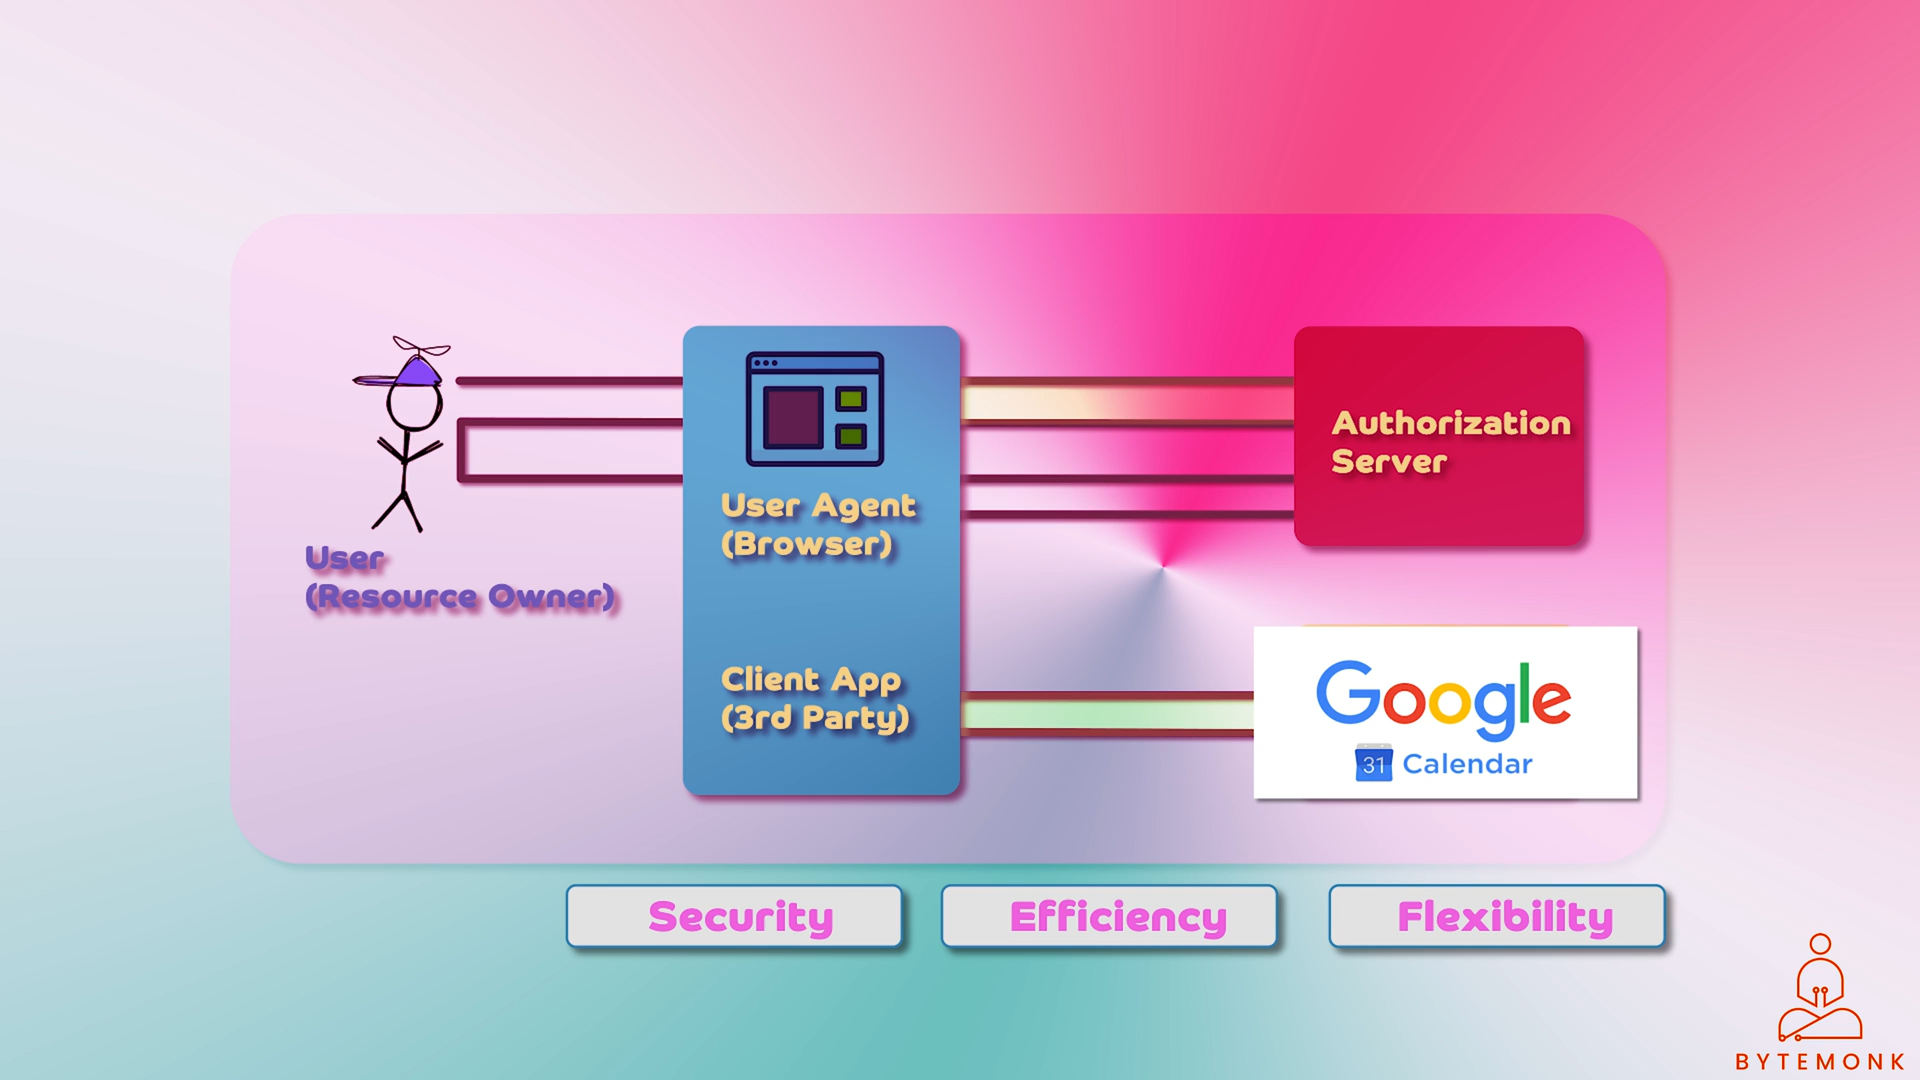 User
(Resource Owner)
User Agent
(Browser)
Client App
(3rd Party)
Authorization
Server
Google
31 Calendar
Security
Efficiency
Flexibility
BYTEMONK